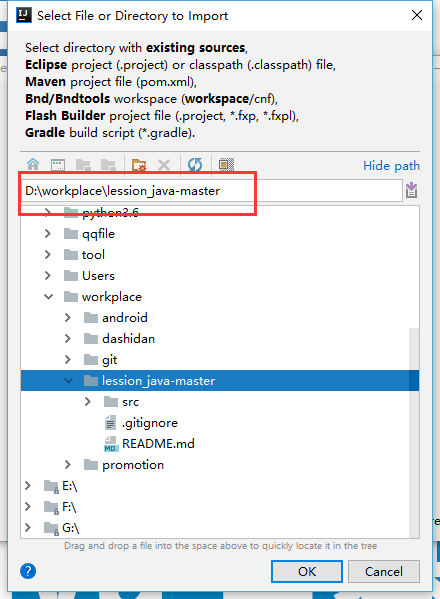 Select File or Directory to Import
Select directory with existing sources,
Eclipse project (.project) or classpath (.classpath) file,
Maven project file (pom.xml),
Bnd/Bndtools workspace (workspace/cnf),
Flash Builder project file (.project, *.fxp, *.fxpl),
Gradle build script (*.gradle).
Hide path
D:\workplace\lession_java-master
python3.6
qqfile
tool
Users
workplace
android
dashidan
git
lession_java-master
src
.gitignore
README.md
promotion
E:\
F:\
G:\
Drag and drop a file into the space above to quickly locate it in the tree
OK
Cancel